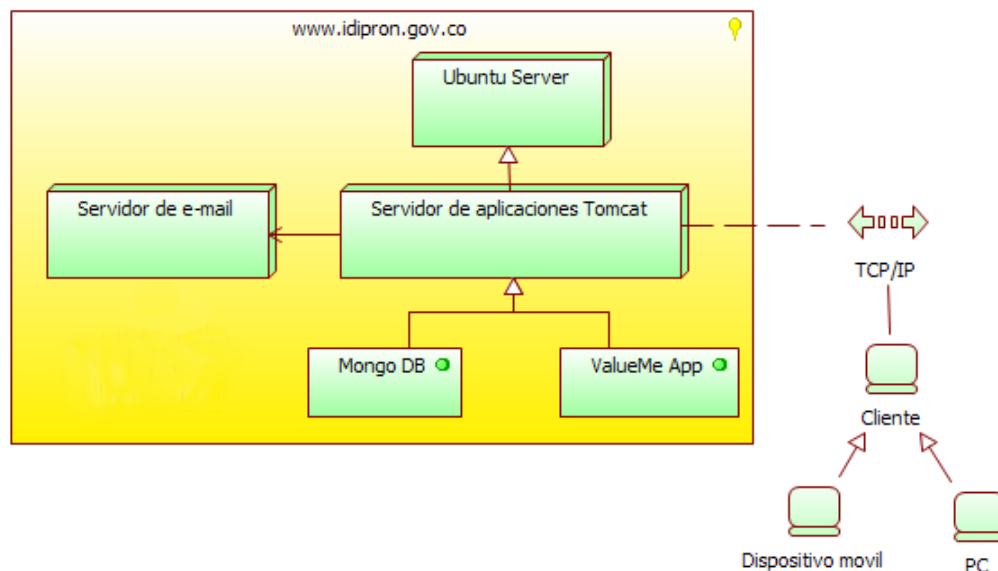 www.idipron.gov.co
Ubuntu Server
Servidor de e-mail
Servidor de aplicaciones Tomcat
TCP/IP
Mongo DB
ValueMe App
Cliente
Dispositivo movil
PC